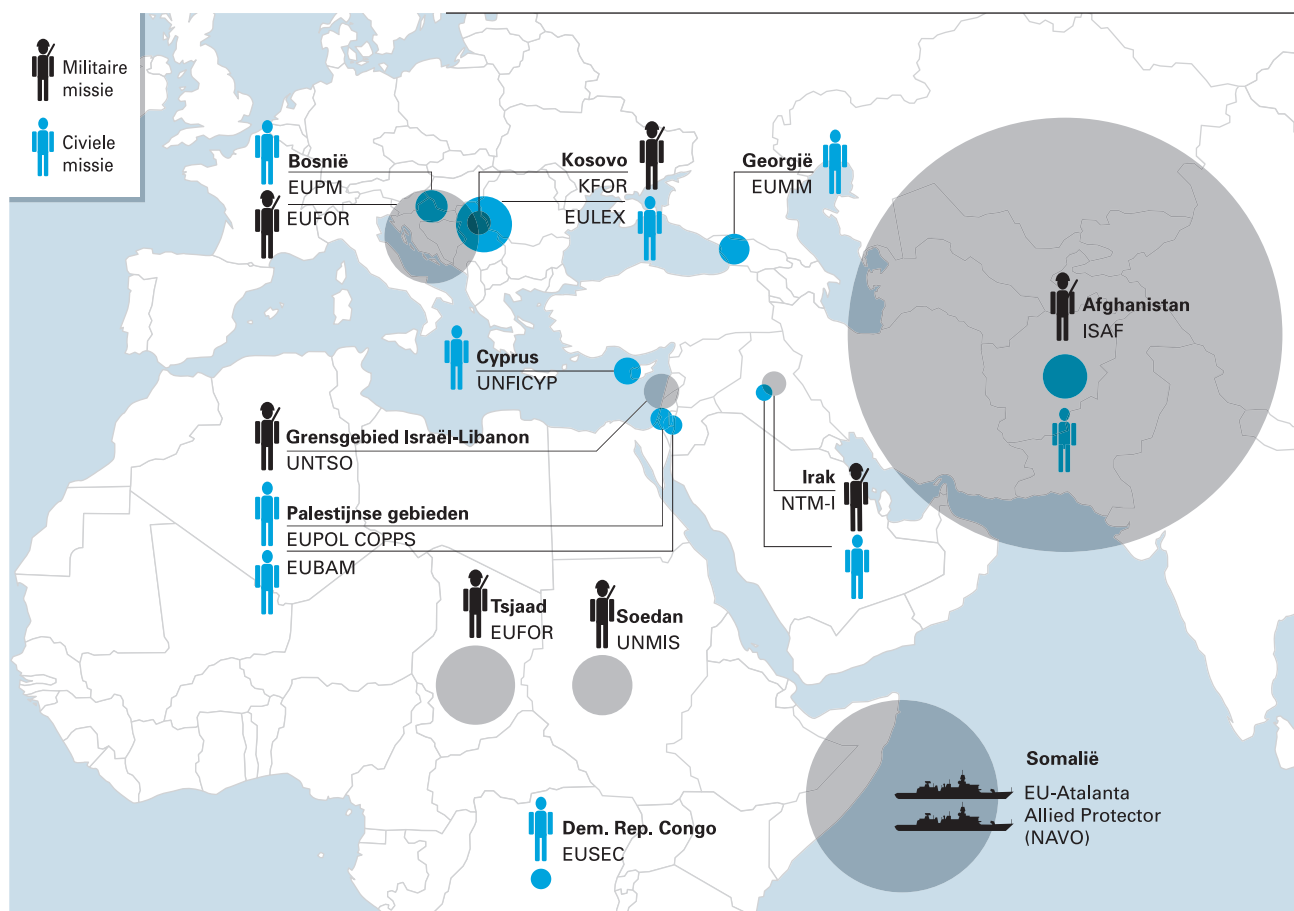 Militaire
missie
Civiele
missie
Bosnië
EUPM
EUFOR
Kosovo
KFOR
EULEX
Georgië
EUMM
Afghanistan
ISAF
Cyprus
UNFICYP
Grensgebied Israël-Libanon
UNTSO
Palestijnse gebieden
EUPOL COPPS
EUBAM
Irak
NTM-I
Tsjaad
EUFOR
Soedan
UNMIS
Somalië
EU-Atalanta
Allied Protector
(NAVO)
Dem. Rep. Congo
EUSEC